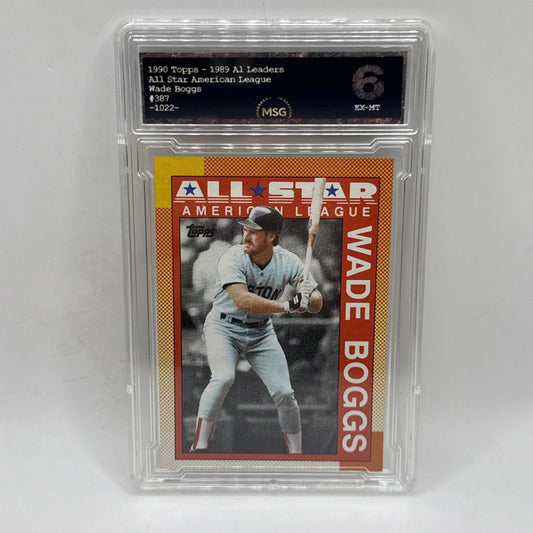 1990 Topps - 1989 Al Leaders
All Star American League
Wade Boggs
#387
-1022-
MSG
6
EX-MT
ALL★STAR
AMERICAN LEAGUE
Topps
STON
WADE BOGGS